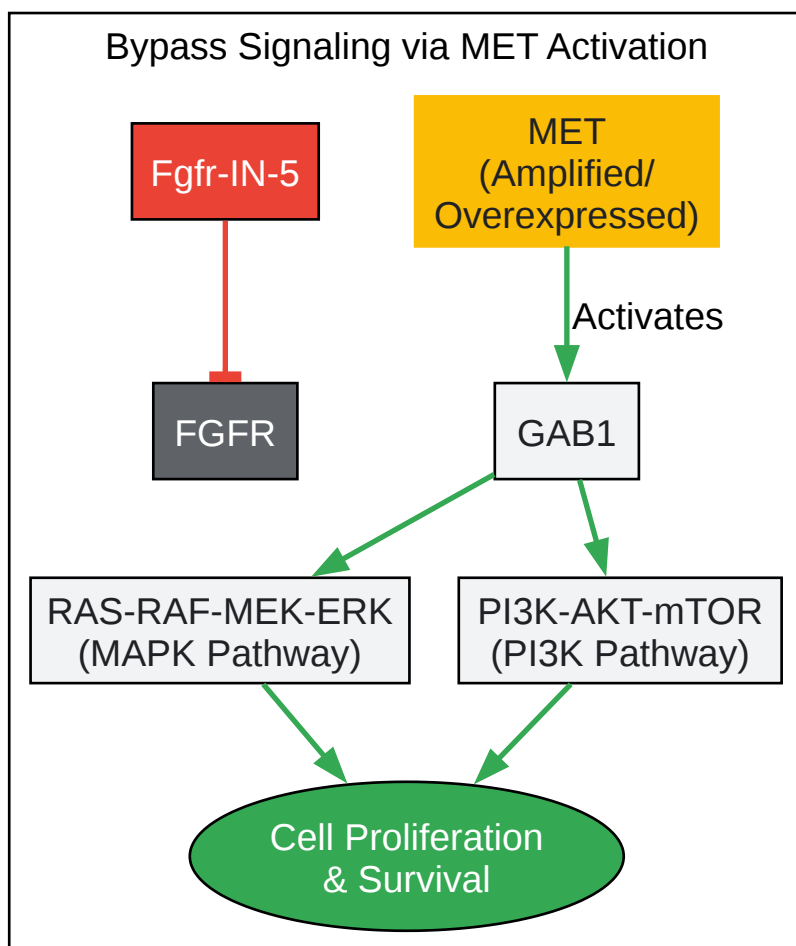 Bypass Signaling via MET Activation
Fgfr-IN-5
MET
(Amplified/
Overexpressed)
Activates
FGFR
GAB1
RAS-RAF-MEK-ERK
(MAPK Pathway)
PI3K-AKT-mTOR
(PI3K Pathway)
Cell Proliferation
& Survival